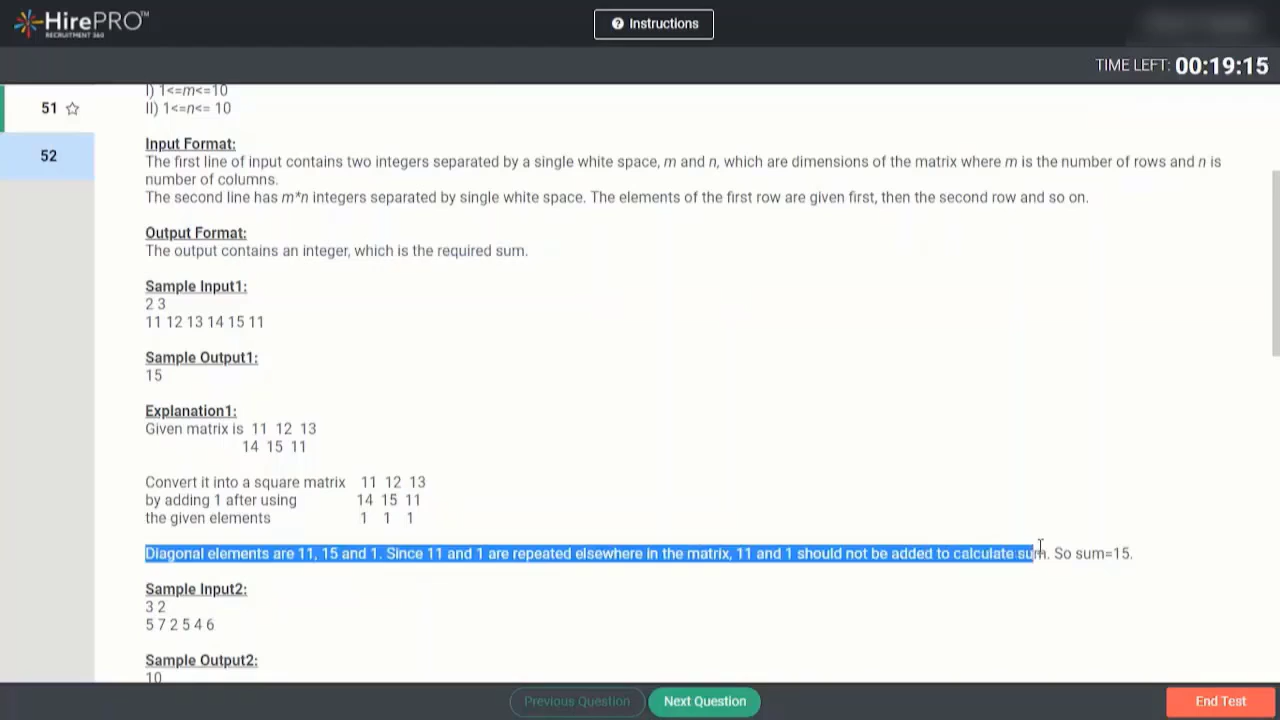 HirePRO™
RECRUITMENT 360
Instructions
TIME LEFT: 00:19:15
51
52
I) 1<=m<=10
II) 1<=n<= 10
Input Format:
The first line of input contains two integers separated by a single white space, m and n, which are dimensions of the matrix where m is the number of rows and n is
number of columns.
The second line has m*n integers separated by single white space. The elements of the first row are given first, then the second row and so on.
Output Format:
The output contains an integer, which is the required sum.
Sample Input1:
2 3
11 12 13 14 15 11
Sample Output1:
15
Explanation1:
Given matrix is 11 12 13
14 15 11
Convert it into a square matrix 11 12 13
by adding 1 after using 14 15 11
the given elements 1 1 1
Diagonal elements are 11, 15 and 1. Since 11 and 1 are repeated elsewhere in the matrix, 11 and 1 should not be added to calculate sum. So sum=15.
Sample Input2:
3 2
5 7 2 5 4 6
Sample Output2:
10
Previous Question
Next Question
End Test